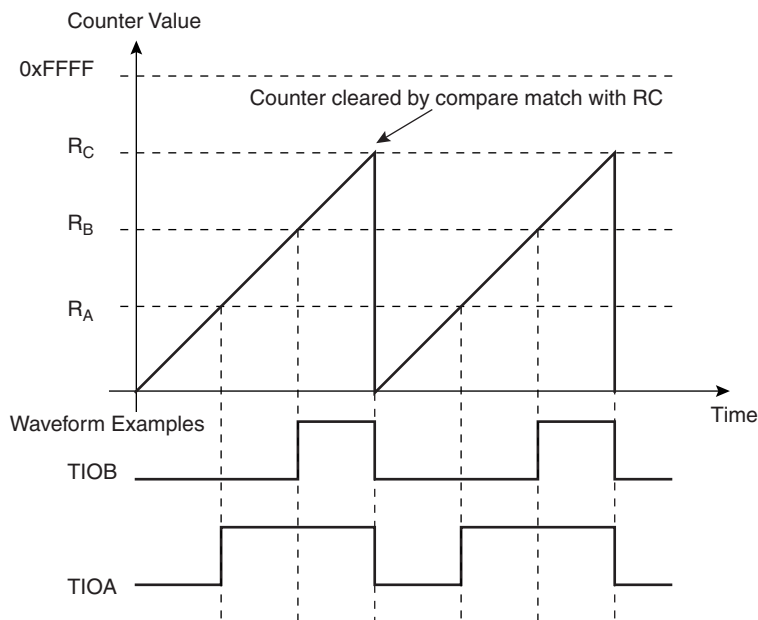 Counter Value
0xFFFF
Counter cleared by compare match with RC
RC
RB
RA
Time
Waveform Examples
TIOB
TIOA